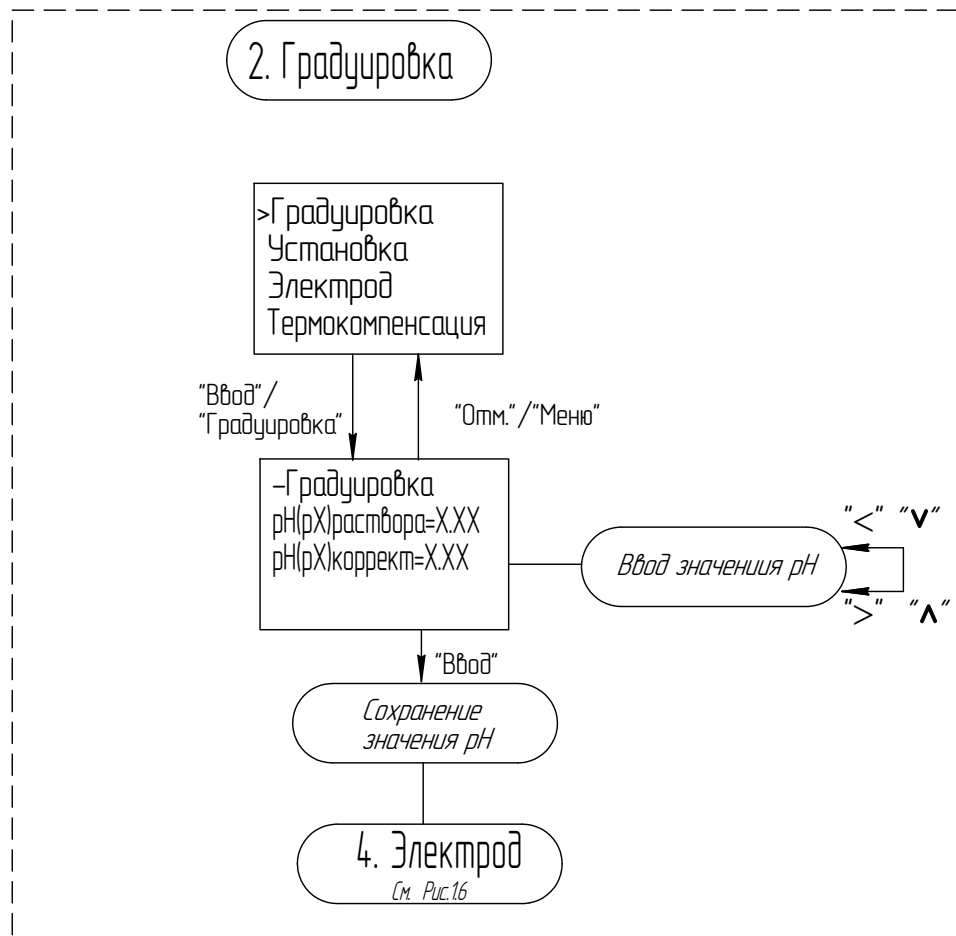 2. Градуировка
>Градуировка
Установка
Электрод
Термокомпенсация
"Ввод"/
"Градуировка"
"Отм."/"Меню"
-Градуировка
pH(pX)раствора=X.XX
pH(pX)коррект=X.XX
Ввод значениия pH
"<" "∨"
">" "∧"
"Ввод"
Сохранение
значения pH
4. Электрод
См. Рис.1.6